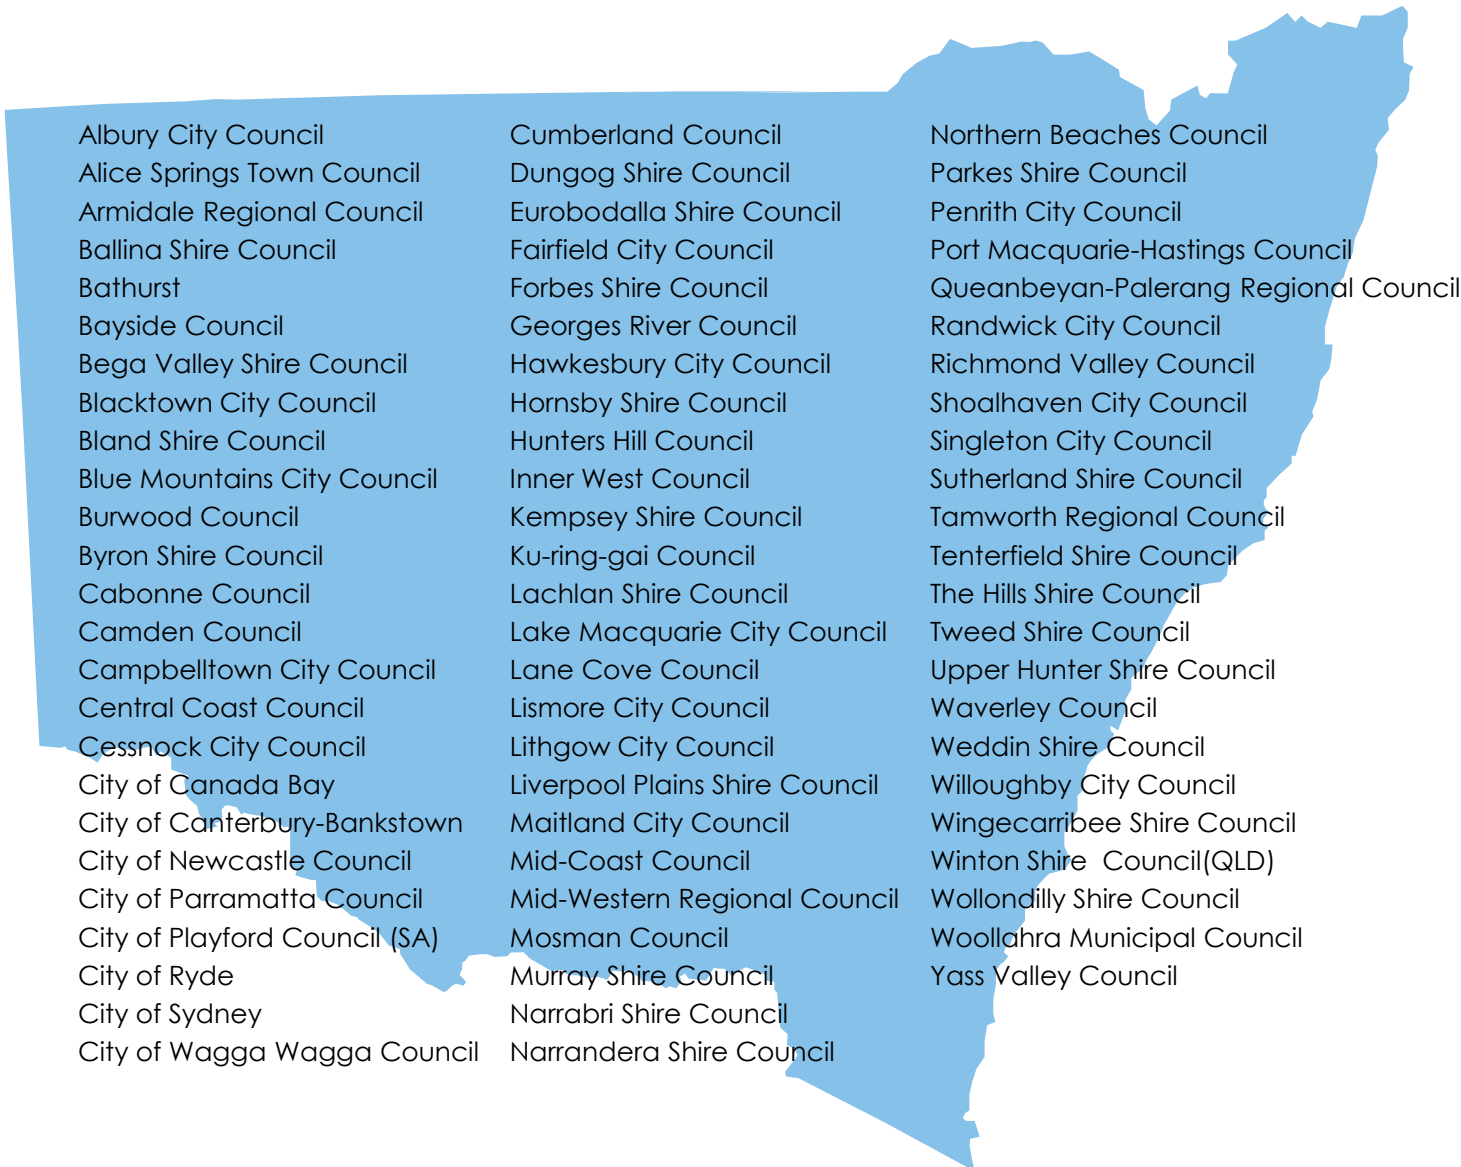 Albury City Council
Alice Springs Town Council
Armidale Regional Council
Ballina Shire Council
Bathurst
Bayside Council
Bega Valley Shire Council
Blacktown City Council
Bland Shire Council
Blue Mountains City Council
Burwood Council
Byron Shire Council
Cabonne Council
Camden Council
Campbelltown City Council
Central Coast Council
Cessnock City Council
City of Canada Bay
City of Canterbury-Bankstown
City of Newcastle Council
City of Parramatta Council
City of Playford Council (SA)
City of Ryde
City of Sydney
City of Wagga Wagga Council
Cumberland Council
Dungog Shire Council
Eurobodalla Shire Council
Fairfield City Council
Forbes Shire Council
Georges River Council
Hawkesbury City Council
Hornsby Shire Council
Hunters Hill Council
Inner West Council
Kempsey Shire Council
Ku-ring-gai Council
Lachlan Shire Council
Lake Macquarie City Council
Lane Cove Council
Lismore City Council
Lithgow City Council
Liverpool Plains Shire Council
Maitland City Council
Mid-Coast Council
Mid-Western Regional Council
Mosman Council
Murray Shire Council
Narrabri Shire Council
Narrandera Shire Council
Northern Beaches Council
Parkes Shire Council
Penrith City Council
Port Macquarie-Hastings Council
Queanbeyan-Palerang Regional Council
Randwick City Council
Richmond Valley Council
Shoalhaven City Council
Singleton City Council
Sutherland Shire Council
Tamworth Regional Council
Tenterfield Shire Council
The Hills Shire Council
Tweed Shire Council
Upper Hunter Shire Council
Waverley Council
Weddin Shire Council
Willoughby City Council
Wingecarribee Shire Council
Winton Shire  Council(QLD)
Wollondilly Shire Council
Woollahra Municipal Council
Yass Valley Council